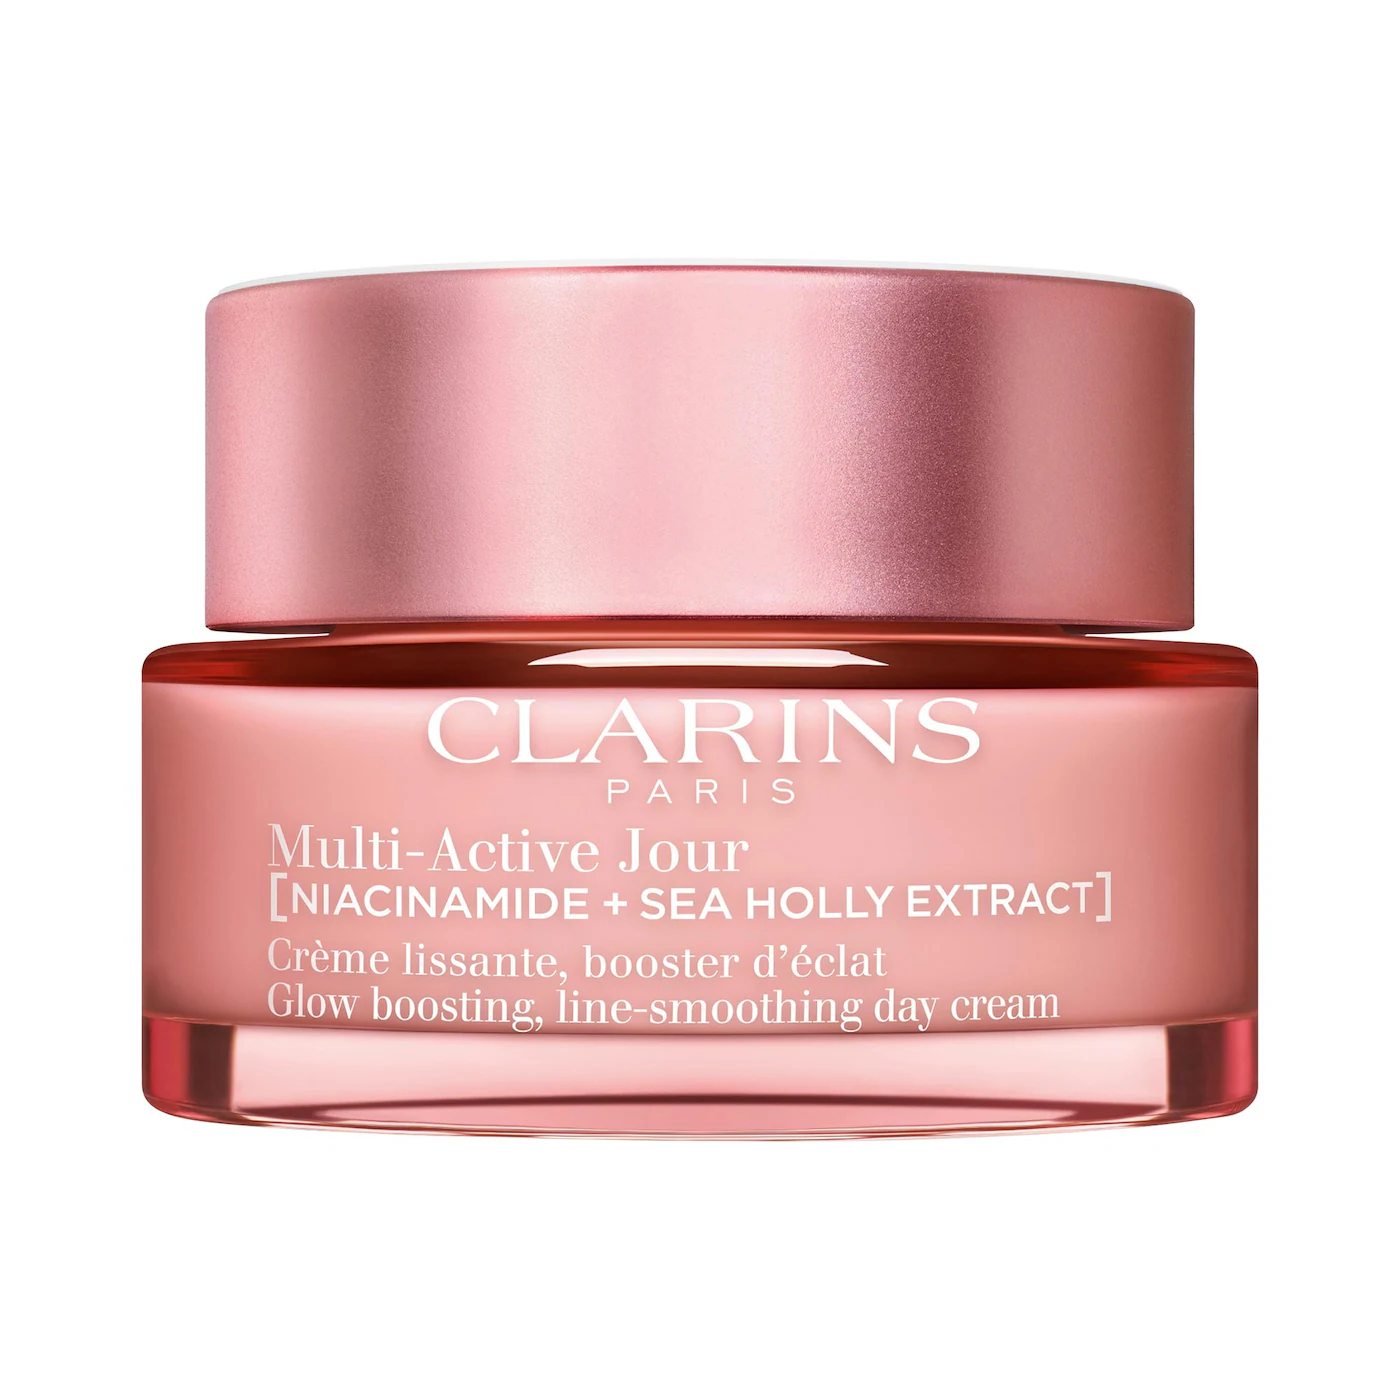 CLARINS
PARIS
Multi-Active Jour
[NIACINAMIDE + SEA HOLLY EXTRACT]
Crème lissante, booster d'éclat
Glow boosting, line-smoothing day cream